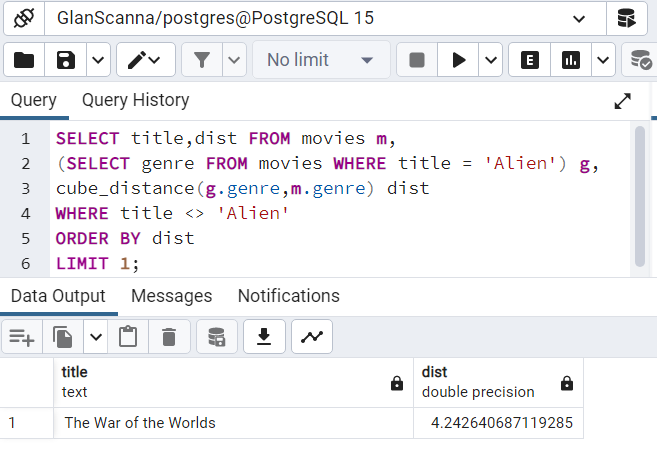 GlanScanna/postgres@PostgreSQL 15
No limit
E
Query Query History
1 SELECT title,dist FROM movies m,
2 (SELECT genre FROM movies WHERE title = 'Alien') g,
3 cube_distance(g.genre,m.genre) dist
4 WHERE title <> 'Alien'
5 ORDER BY dist
6 LIMIT 1;
Data Output Messages Notifications
title dist
text double precision
1 The War of the Worlds 4.242640687119285